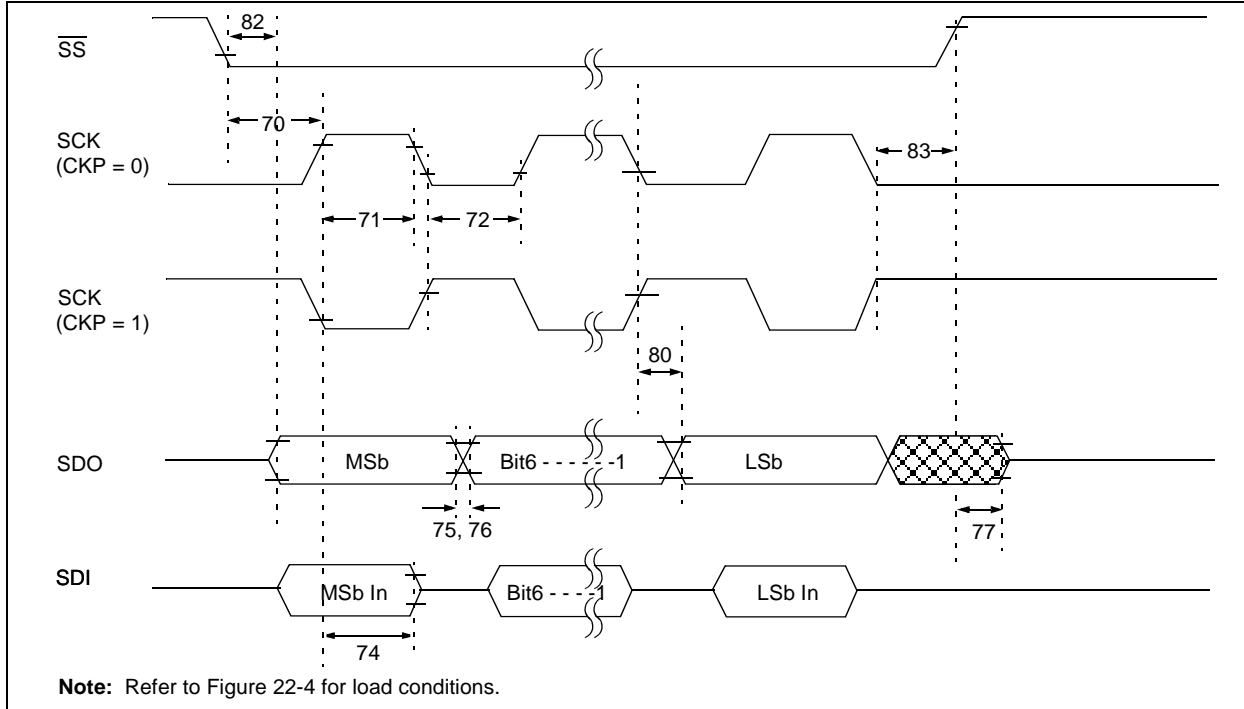 82
SS
70
SCK
(CKP = 0)
83
71
72
SCK
(CKP = 1)
80
SDO
MSb
Bit6 - - - - - -1
LSb
75, 76
77
SDI
MSb In
Bit6 - - - -1
LSb In
74
Note: Refer to Figure 22-4 for load conditions.